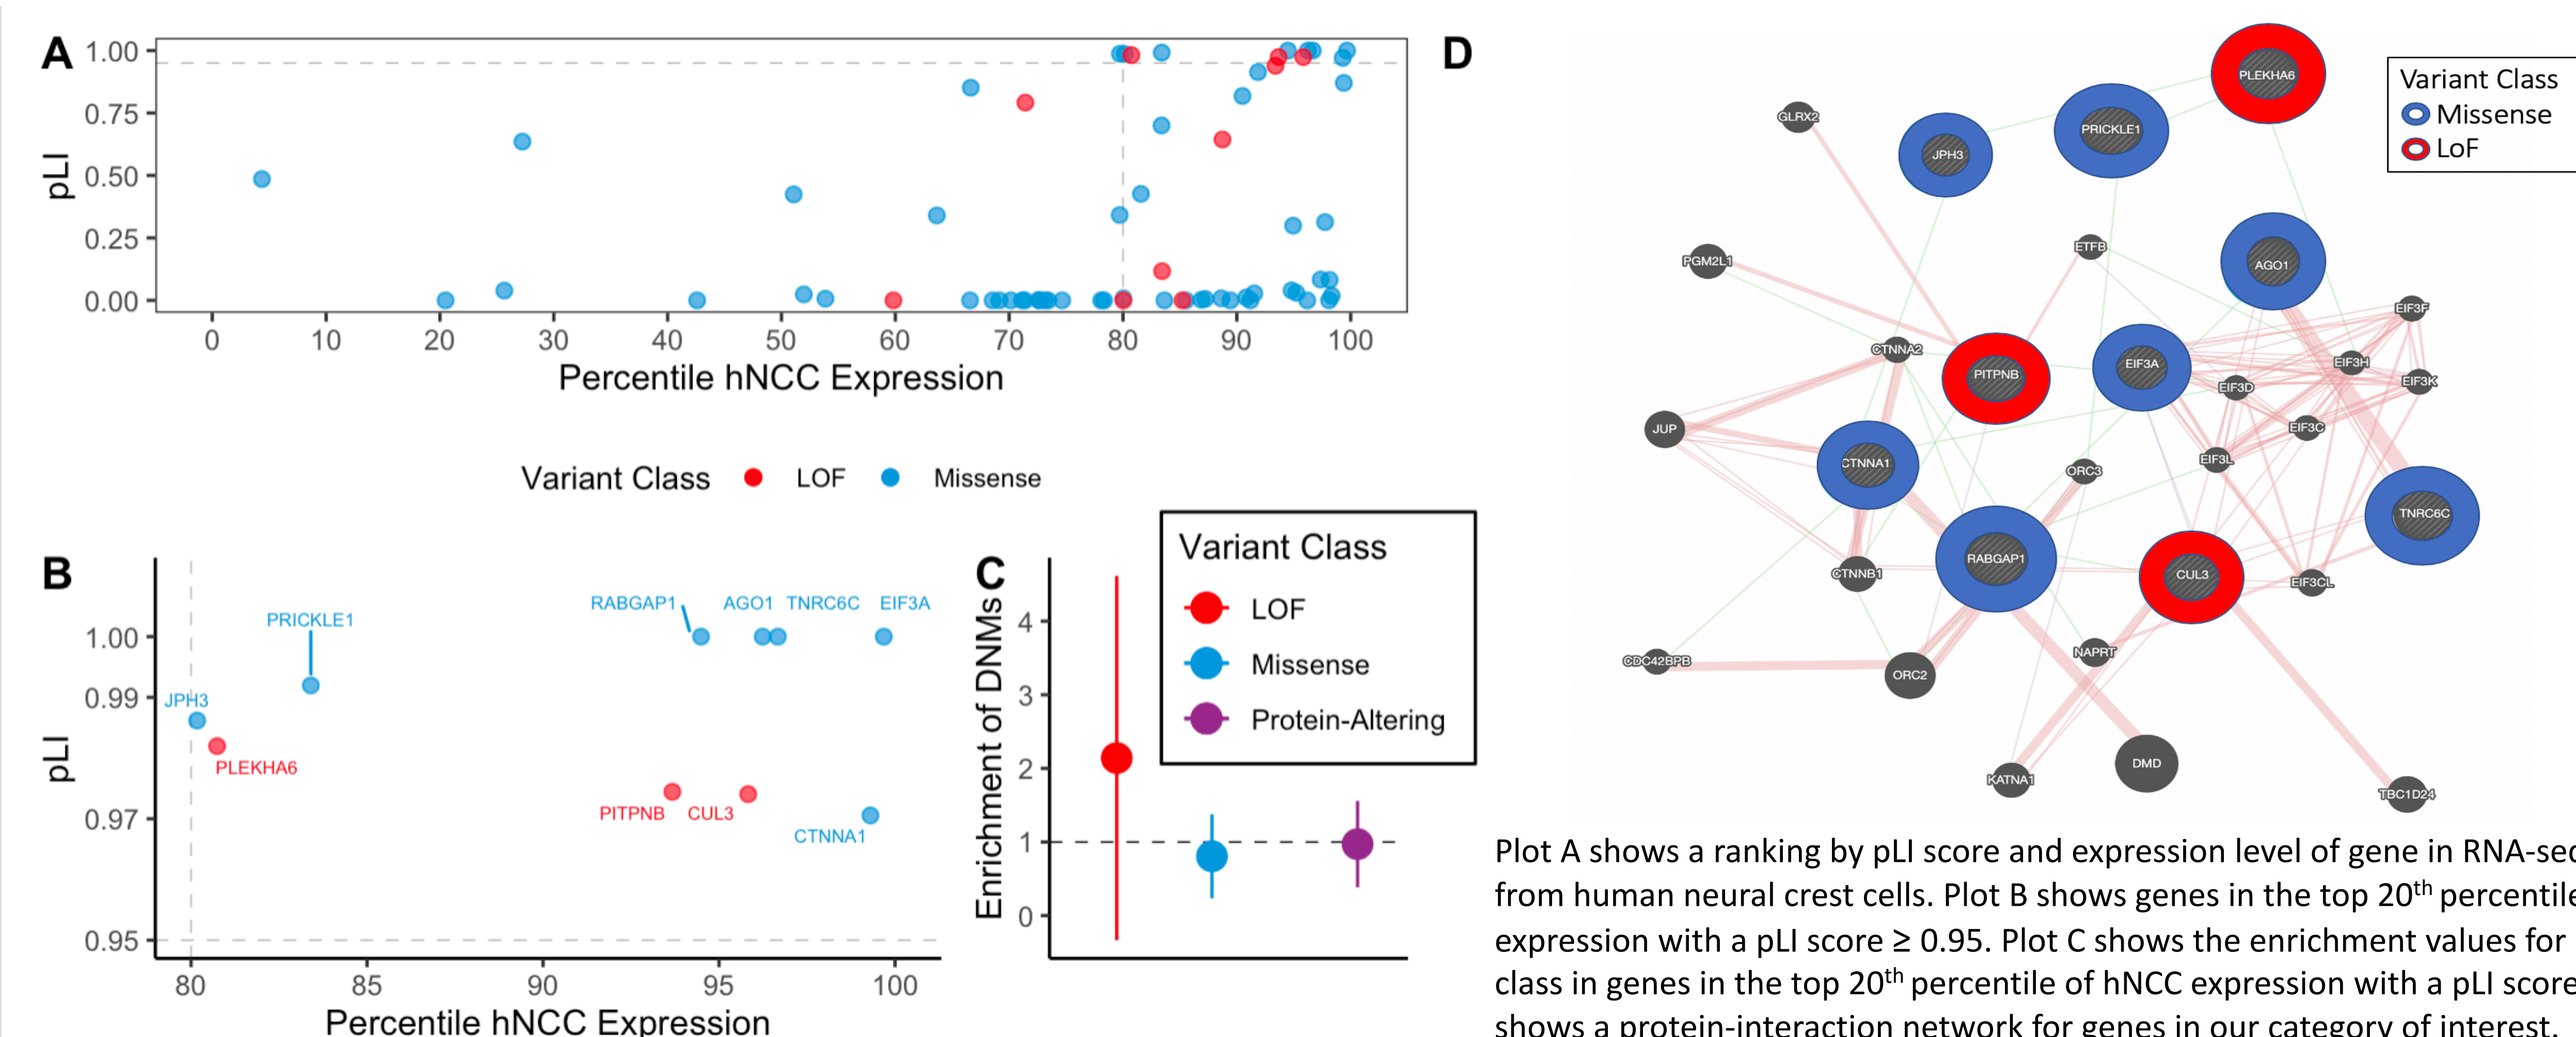 A
1.00
0.75
0.50
0.25
0.00
pLI
0 10 20 30 40 50 60 70 80 90 100
Percentile hNCC Expression
Variant Class LOF Missense
B
1.00
0.99
0.97
0.95
pLI
RABGAP1 AGO1 TNRC6C EIF3A
PRICKLE1
JPH3
PLEKHA6
PITPNB CUL3
CTNNA1
80 85 90 95 100
Percentile hNCC Expression
C
Enrichment of DNMs
4
3
2
1
0
Variant Class
LOF
Missense
Protein-Altering
D
Variant Class
Missense
LoF
PLEKHA6
GLRX2
PRICKLE1
JPH3
ETFB
PGM2L1
AGO1
EIF3F
CTNNA2
EIF3H
EIF3A
PITPNB
EIF3D
EIF3K
JUP
EIF3C
CTNNA1
EIF3L
ORC3
TNRC6C
RABGAP1
CTNNB1
CUL3
EIF3CL
NAPRT
CDC42BPB
ORC2
DMD
KATNA1
TBC1D24
Plot A shows a ranking by pLI score and expression level of gene in RNA-seq
from human neural crest cells. Plot B shows genes in the top 20th percentile
expression with a pLI score ≥ 0.95. Plot C shows the enrichment values for
class in genes in the top 20th percentile of hNCC expression with a pLI score
shows a protein-interaction network for genes in our category of interest.